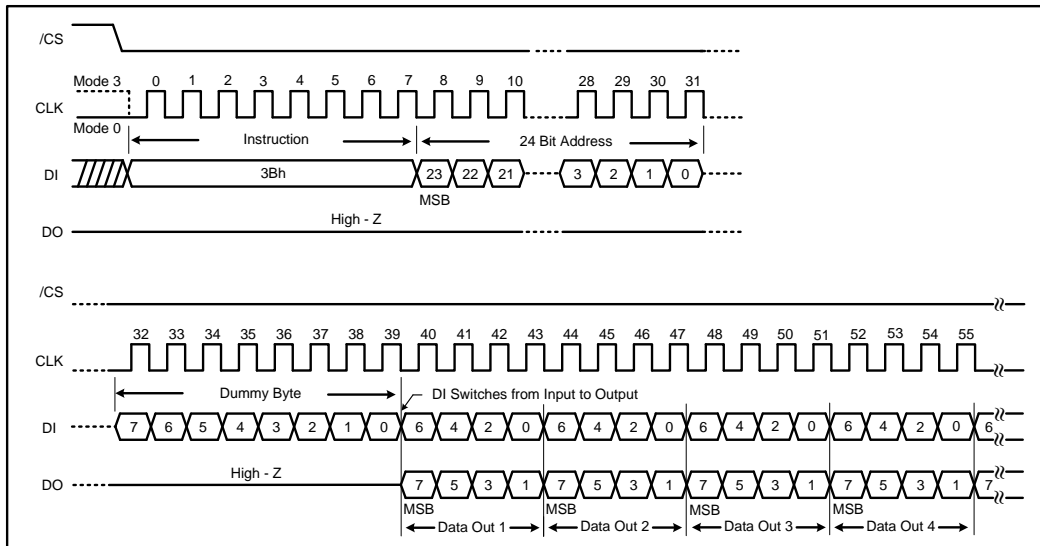 /CS
Mode 3 0 1 2 3 4 5 6 7 8 9 10 28 29 30 31
CLK
Mode 0
Instruction 24 Bit Address
DI 3Bh 23 22 21 3 2 1 0
MSB
High - Z
DO
/CS
32 33 34 35 36 37 38 39 40 41 42 43 44 45 46 47 48 49 50 51 52 53 54 55
CLK
Dummy Byte DI Switches from Input to Output
DI 7 6 5 4 3 2 1 0 6 4 2 0 6 4 2 0 6 4 2 0 6 4 2 0 6
High - Z
DO 7 5 3 1 7 5 3 1 7 5 3 1 7 5 3 1 7
MSB MSB MSB MSB
Data Out 1 Data Out 2 Data Out 3 Data Out 4